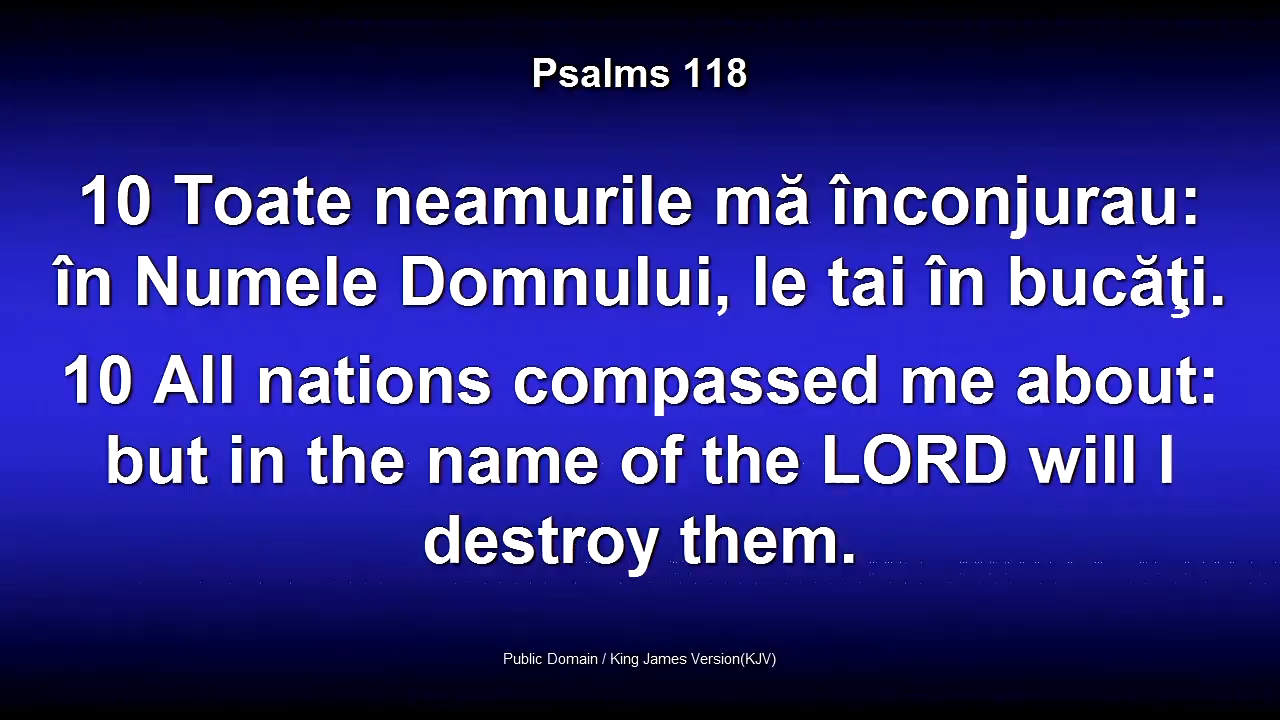 Psalms 118
10 Toate neamurile mă înconjurau:
în Numele Domnului, le tai în bucăţi.
10 All nations compassed me about:
but in the name of the LORD will I
destroy them.
Public Domain / King James Version(KJV)